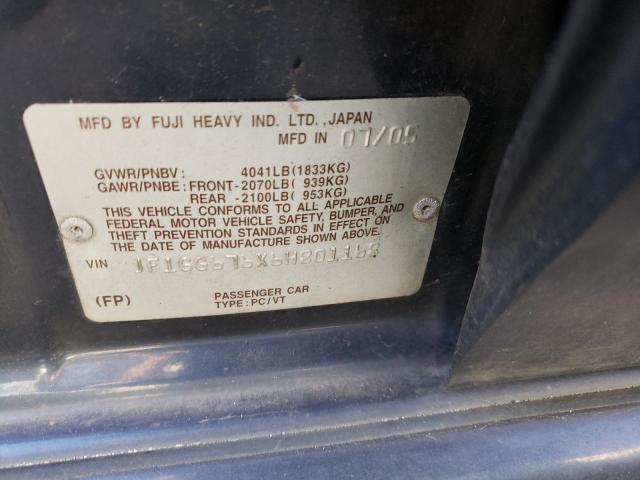 MFD BY FUJI HEAVY IND. LTD. ,JAPAN
MFD IN 07/05
GVWR/PNBV : 4041LB(1833KG)
GAWR/PNBE: FRONT-2070LB( 939KG)
REAR -2100LB( 953KG)
THIS VEHICLE CONFORMS TO ALL APPLICABLE
FEDERAL MOTOR VEHICLE SAFETY, BUMPER, AND
THEFT PREVENTION STANDARDS IN EFFECT ON
THE DATE OF MANUFACTURE SHOWN ABOVE.
VIN
(FP) PASSENGER CAR
TYPE : PC/VT